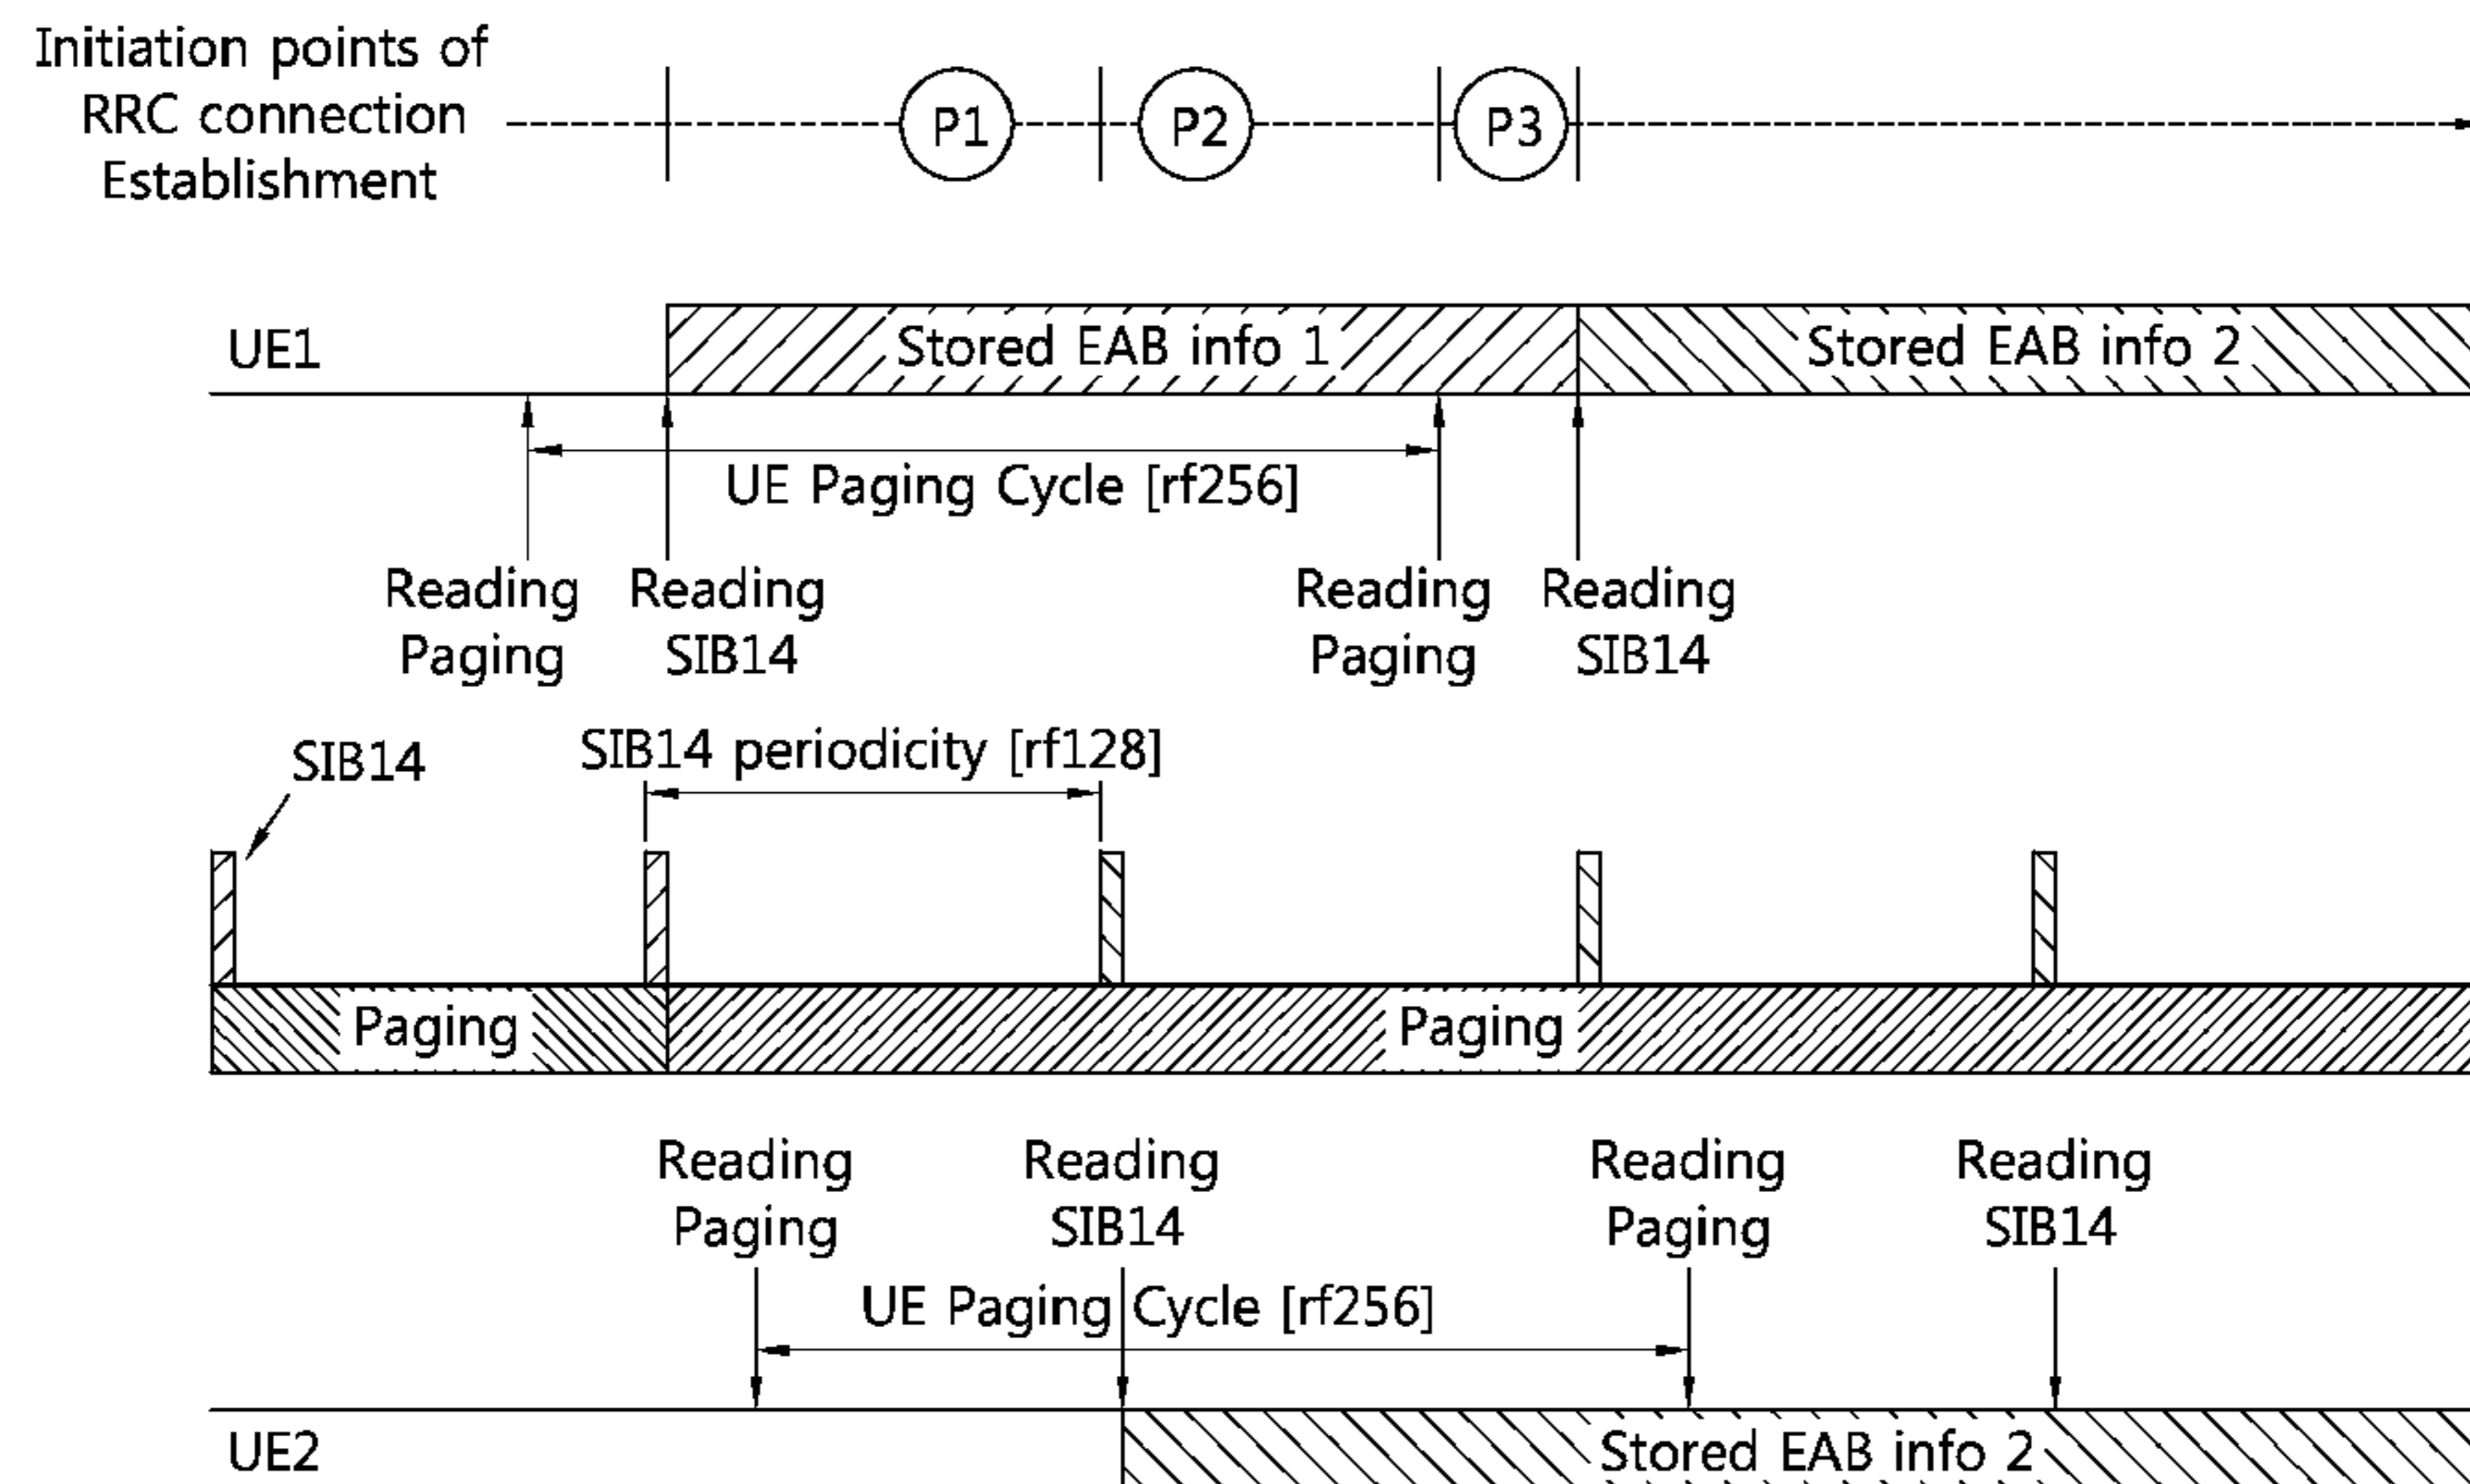 Initiation points of
RRC connection
Establishment
P1
P2
P3
UE1
Stored EAB info 1
Stored EAB info 2
UE Paging Cycle [rf256]
Reading
Paging
Reading
SIB14
Reading
Paging
Reading
SIB14
SIB14
SIB14 periodicity [rf128]
Paging
Paging
Reading
Paging
Reading
SIB14
Reading
Paging
Reading
SIB14
UE Paging Cycle [rf256]
UE2
Stored EAB info 2